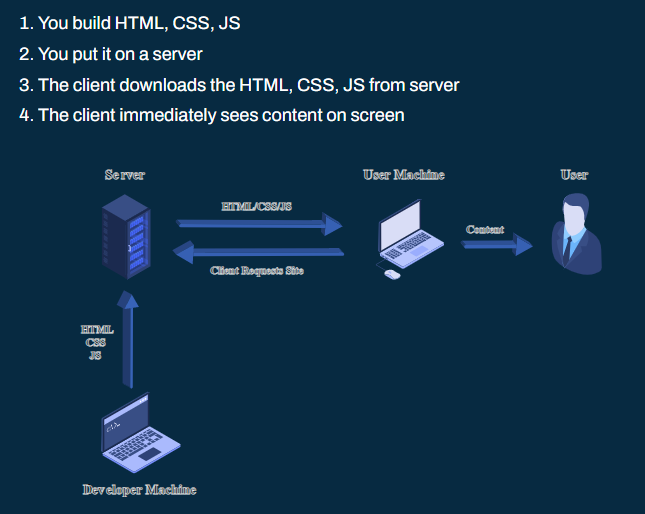 1. You build HTML, CSS, JS
2. You put it on a server
3. The client downloads the HTML, CSS, JS from server
4. The client immediately sees content on screen
Server
User Machine
User
HTML/CSS/JS
Content
Client Requests Site
HTML
CSS
JS
Developer Machine